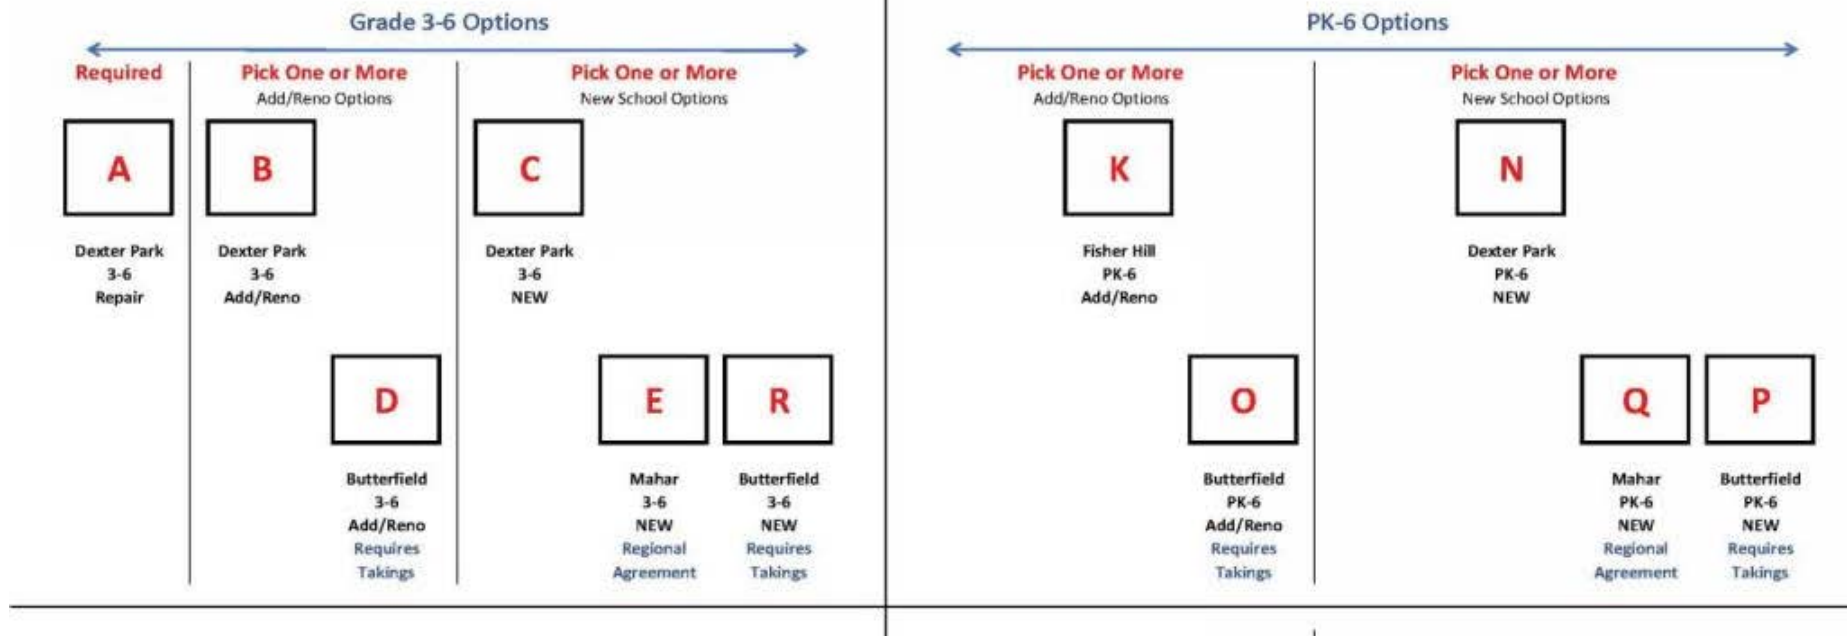 Grade 3-6 Options
Required
Pick One or More
Add/Reno Options
Pick One or More
New School Options
A
B
C
Dexter Park
3-6
Repair
Dexter Park
3-6
Add/Reno
Dexter Park
3-6
NEW
D
E
R
Butterfield
3-6
Add/Reno
Requires
Takings
Mahar
3-6
NEW
Regional
Agreement
Butterfield
3-6
NEW
Requires
Takings
PK-6 Options
Pick One or More
Add/Reno Options
Pick One or More
New School Options
K
N
Fisher Hill
PK-6
Add/Reno
Dexter Park
PK-6
NEW
O
Q
P
Butterfield
PK-6
Add/Reno
Requires
Takings
Mahar
PK-6
NEW
Regional
Agreement
Butterfield
PK-6
NEW
Requires
Takings